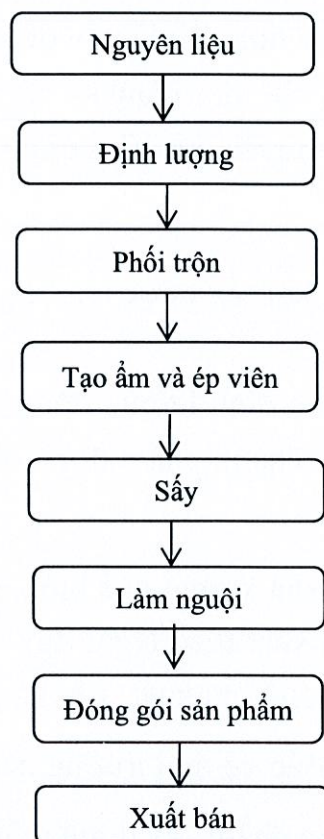 Nguyên liệu
Định lượng
Phối trộn
Tạo ẩm và ép viên
Sấy
Làm nguội
Đóng gói sản phẩm
Xuất bán